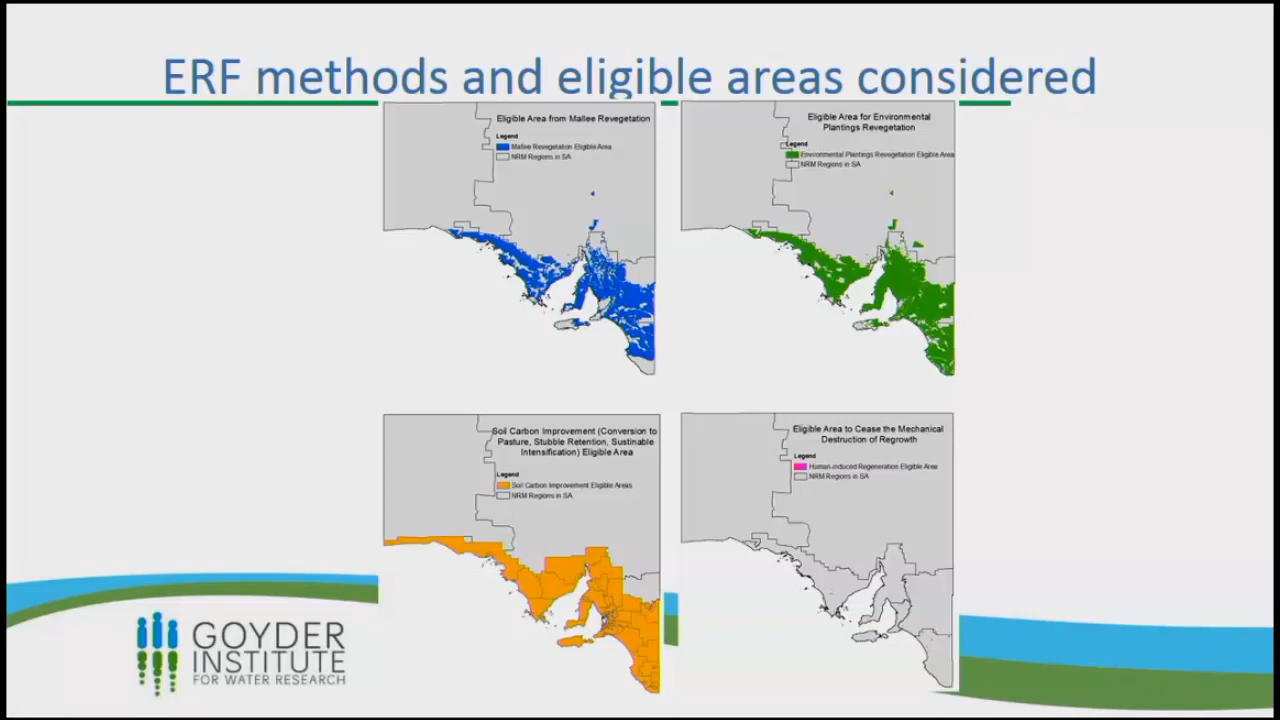 ERF methods and eligible areas considered
Eligible Area from Mallee Revegetation
Legend
Mallee Revegetation Eligible Area
NRM Regions in SA
Eligible Area for Environmental
Plantings Revegetation
Legend
Environmental Plantings Revegetation Eligible Area
NRM Regions in SA
Soil Carbon Improvement (Conversion to
Pasture, Stubble Retention, Sustinable
Intensification) Eligible Area
Legend
Soil Carbon Improvement Eligible Areas
NRM Regions in SA
Eligible Area to Cease the Mechanical
Destruction of Regrowth
Legend
Human-induced Regeneration Eligible Area
NRM Regions in SA
GOYDER
INSTITUTE
FOR WATER RESEARCH